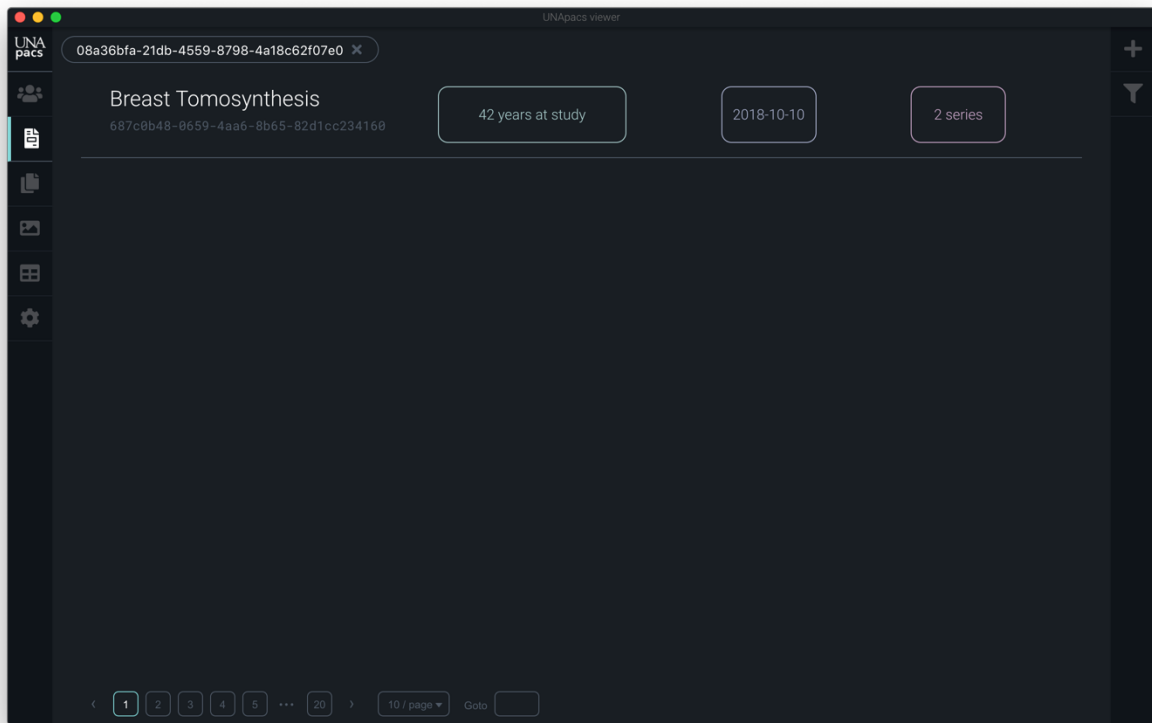 UNApacs viewer
UNA
pacs
08a36bfa-21db-4559-8798-4a18c62f07e0
Breast Tomosynthesis
687c0b48-0659-4aa6-8b65-82d1cc234160
42 years at study
2018-10-10
2 series
1 2 3 4 5 ••• 20 10 / page Goto